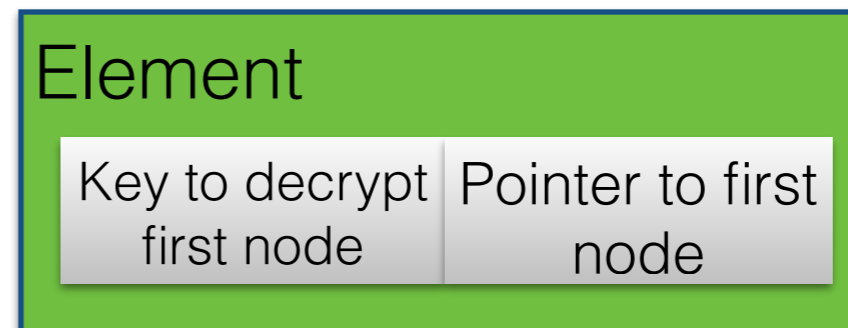 Element
Key to decrypt
first node
Pointer to first
node